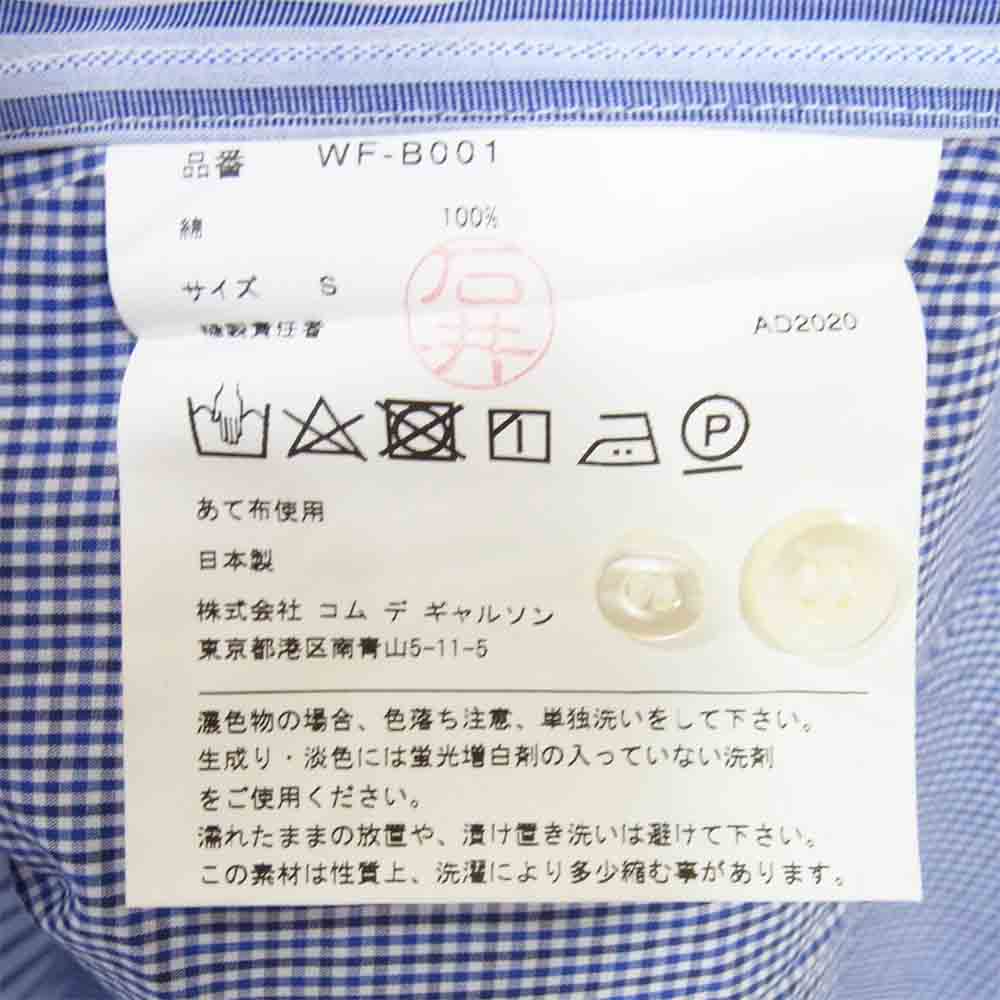 品番 WF-B001
綿 100%
サイズ S
縫製責任者 石井 AD2020
P
あて布使用
日本製
株式会社 コム デ ギャルソン
東京都港区南青山5-11-5
濃色物の場合、色落ち注意、単独洗いをして下さい。
生成り・淡色には蛍光増白剤の入っていない洗剤
をご使用ください。
濡れたままの放置や、漬け置き洗いは避けて下さい。
この素材は性質上、洗濯により多少縮む事があります。